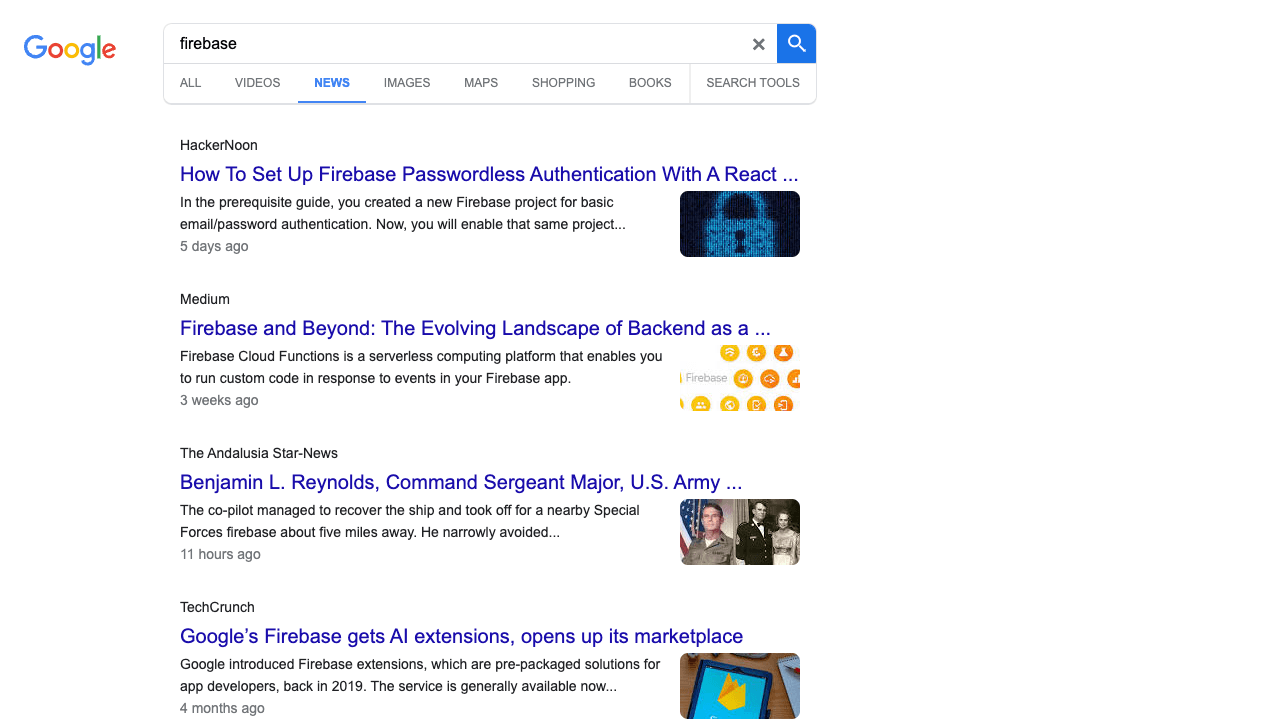 Google
firebase
ALL VIDEOS NEWS IMAGES MAPS SHOPPING BOOKS SEARCH TOOLS
HackerNoon
How To Set Up Firebase Passwordless Authentication With A React ...
In the prerequisite guide, you created a new Firebase project for basic
email/password authentication. Now, you will enable that same project...
5 days ago
Medium
Firebase and Beyond: The Evolving Landscape of Backend as a ...
Firebase Cloud Functions is a serverless computing platform that enables you
to run custom code in response to events in your Firebase app.
3 weeks ago
Firebase
The Andalusia Star-News
Benjamin L. Reynolds, Command Sergeant Major, U.S. Army ...
The co-pilot managed to recover the ship and took off for a nearby Special
Forces firebase about five miles away. He narrowly avoided...
11 hours ago
TechCrunch
Google’s Firebase gets AI extensions, opens up its marketplace
Google introduced Firebase extensions, which are pre-packaged solutions for
app developers, back in 2019. The service is generally available now...
4 months ago